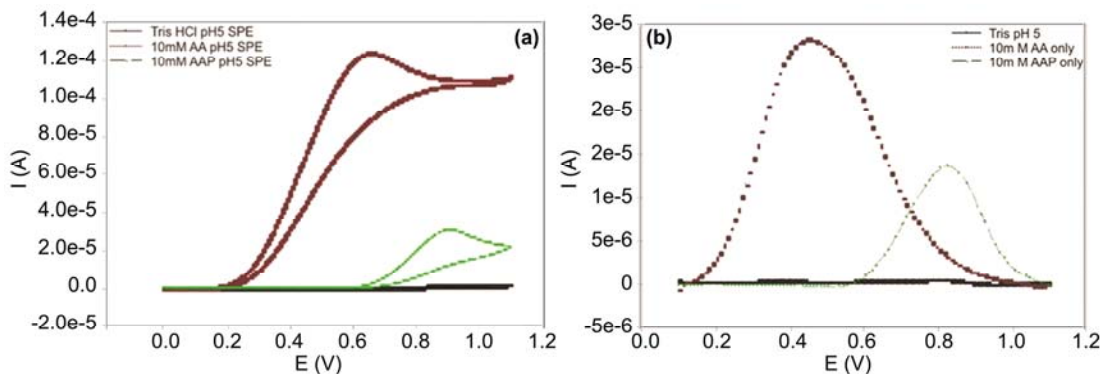 (a)
Tris HCl pH5 SPE
10mM AA pH5 SPE
10mM AAP pH5 SPE
1.4e-4
1.2e-4
1.0e-4
8.0e-5
6.0e-5
4.0e-5
2.0e-5
0.0
-2.0e-5
I (A)
0.0 0.2 0.4 0.6 0.8 1.0 1.2
E (V)
(b)
Tris pH 5
10m M AA only
10m M AAP only
3e-5
3e-5
2e-5
2e-5
1e-5
5e-6
0
-5e-6
I (A)
0.0 0.2 0.4 0.6 0.8 1.0 1.2
E (V)